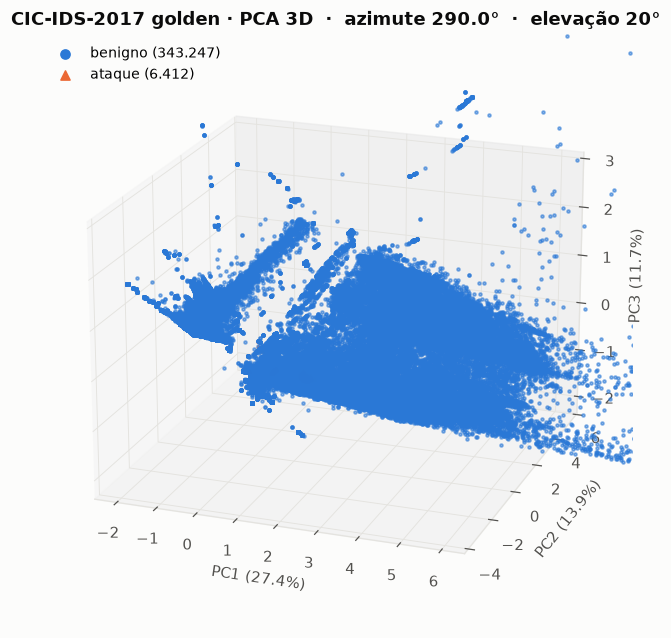 CIC-IDS-2017 golden · PCA 3D · azimute 290.0° · elevação 20°
benigno (343.247)
ataque (6.412)
3
2
1
0
−1
−2
PC3 (11.7%)
6
4
2
0
−2
−4
PC2 (13.9%)
−2 −1 0 1 2 3 4 5 6
PC1 (27.4%)